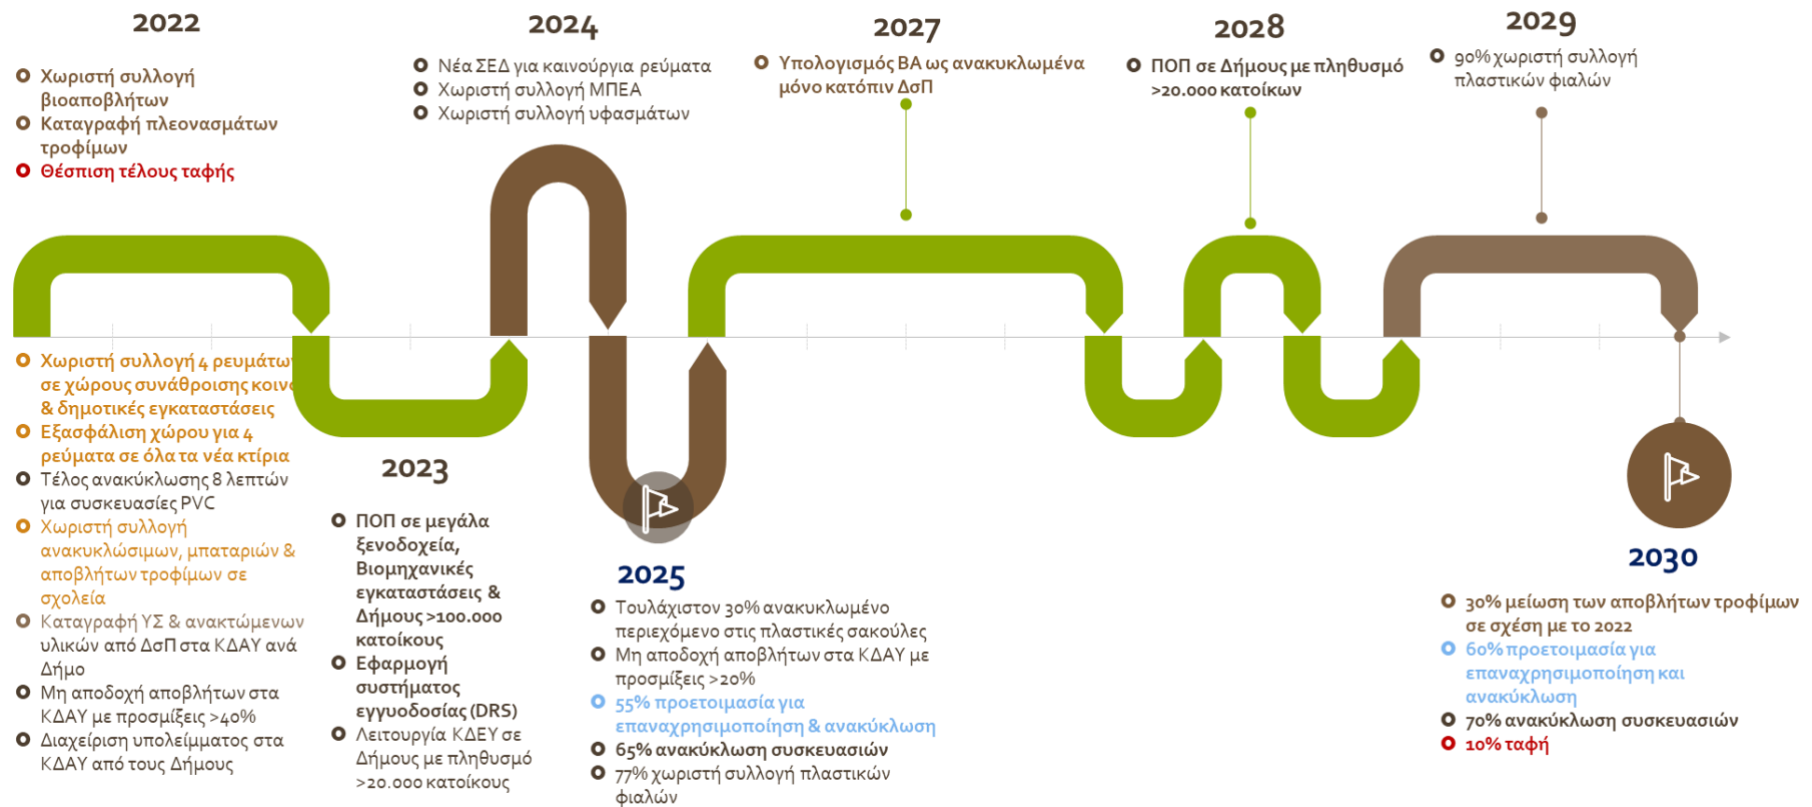 2022
Χωριστή συλλογή
βιοαποβλήτων
Καταγραφή πλεονασμάτων
τροφίμων
Θέσπιση τέλους ταφής
Χωριστή συλλογή 4 ρευμάτων
σε χώρους συνάθροισης κοινο
& δημοτικές εγκαταστάσεις
Εξασφάλιση χώρου για 4
ρεύματα σε όλα τα νέα κτίρια
Τέλος ανακύκλωσης 8 λεπτών
για συσκευασίες PVC
Χωριστή συλλογή
ανακυκλώσιμων, μπαταριών &
αποβλήτων τροφίμων σε
σχολεία
Καταγραφή ΥΣ & ανακτώμενων
υλικών από ΔσΠ στα ΚΔΑΥ ανά
Δήμο
Μη αποδοχή αποβλήτων στα
ΚΔΑΥ με προσμίξεις >40%
Διαχείριση υπολείμματος στα
ΚΔΑΥ από τους Δήμους
2023
ΠΟΠ σε μεγάλα
ξενοδοχεία,
Βιομηχανικές
εγκαταστάσεις &
Δήμους >100.000
κατοίκους
Εφαρμογή
συστήματος
εγγυοδοσίας (DRS)
Λειτουργία ΚΔΕΥ σε
Δήμους με πληθυσμό
>20.000 κατοίκους
2024
Νέα ΣΕΔ για καινούργια ρεύματα
Χωριστή συλλογή ΜΠΕΑ
Χωριστή συλλογή υφασμάτων
2025
Τουλάχιστον 30% ανακυκλωμένο
περιεχόμενο στις πλαστικές σακούλες
Μη αποδοχή αποβλήτων στα ΚΔΑΥ με
προσμίξεις >20%
55% προετοιμασία για
επαναχρησιμοποίηση & ανακύκλωση
65% ανακύκλωση συσκευασιών
77% χωριστή συλλογή πλαστικών
φιαλών
2027
Υπολογισμός ΒΑ ως ανακυκλωμένα
μόνο κατόπιν ΔσΠ
2028
ΠΟΠ σε Δήμους με πληθυσμό
>20.000 κατοίκων
2029
90% χωριστή συλλογή
πλαστικών φιαλών
2030
30% μείωση των αποβλήτων τροφίμων
σε σχέση με το 2022
60% προετοιμασία για
επαναχρησιμοποίηση και
ανακύκλωση
70% ανακύκλωση συσκευασιών
10% ταφή